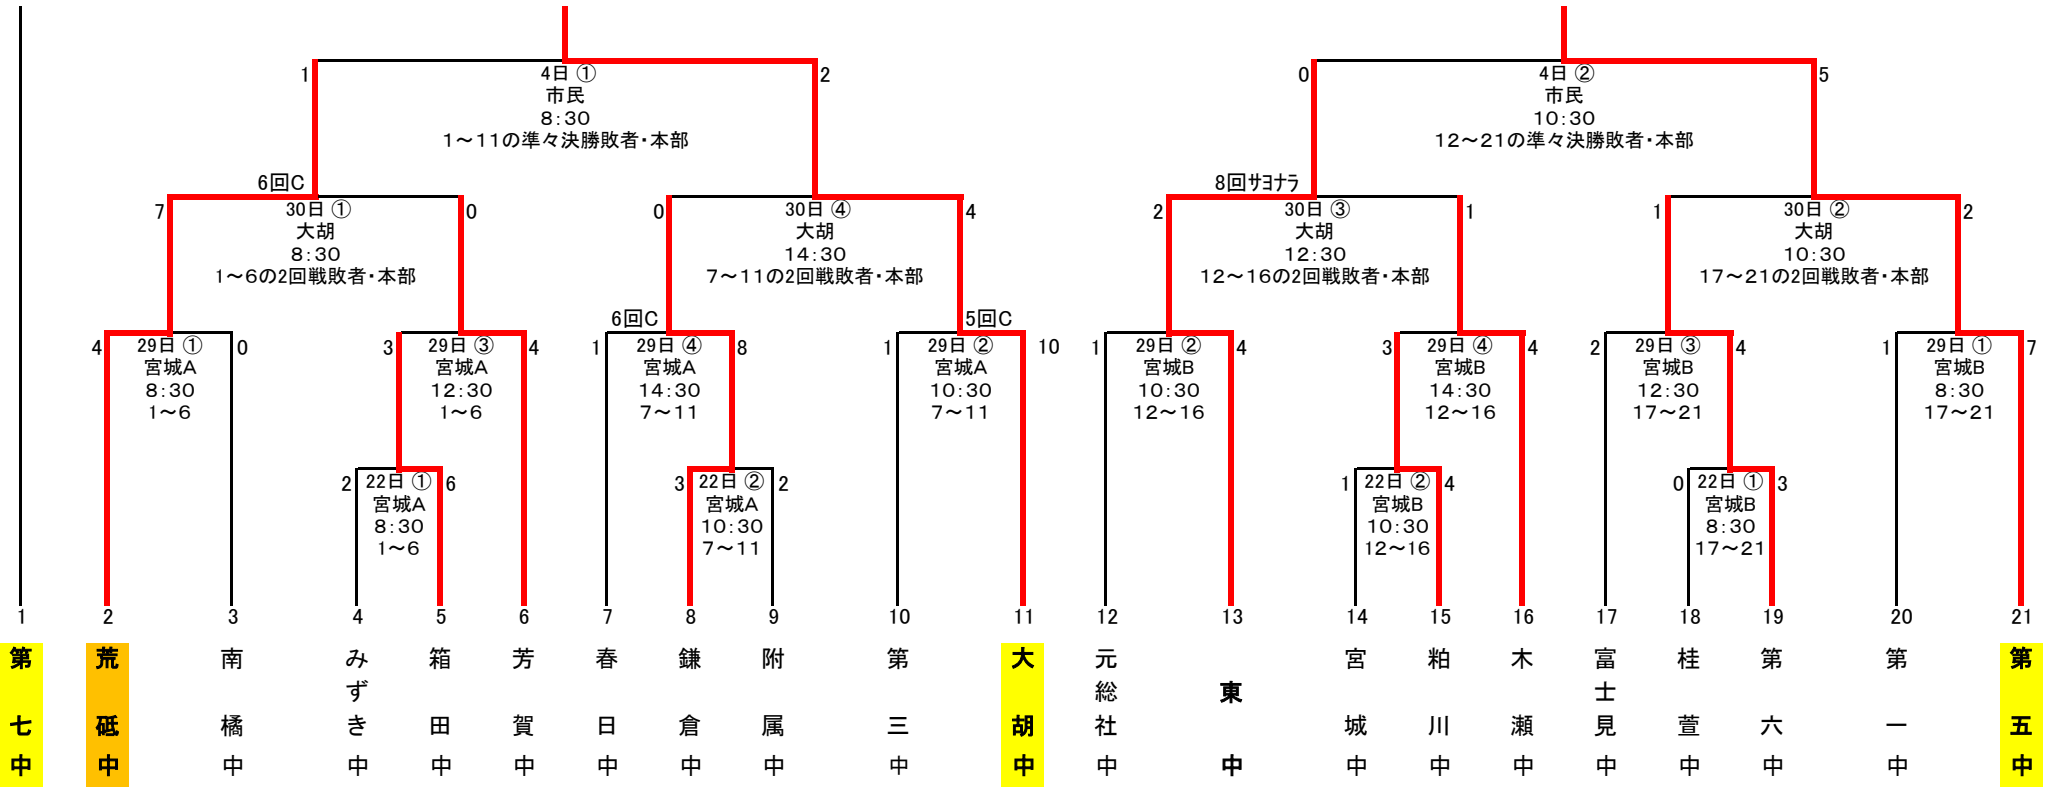 1
4日 ①
2
0
4日 ②
5
市民
市民
8:30
10:30
1～11の準々決勝敗者・本部
12～21の準々決勝敗者・本部
6回C
8回サヨナラ
7
30日 ①
0
0
30日 ④
4
2
30日 ③
1
1
30日 ②
2
大胡
大胡
大胡
大胡
8:30
14:30
12:30
10:30
1～6の2回戦敗者・本部
7～11の2回戦敗者・本部
12～16の2回戦敗者・本部
17～21の2回戦敗者・本部
6回C
5回C
4
29日 ①
0
3
29日 ③
4
1
29日 ④
8
1
29日 ②
10
1
29日 ②
4
3
29日 ④
4
2
29日 ③
4
1
29日 ①
7
宮城A
宮城A
宮城A
宮城A
宮城B
宮城B
宮城B
宮城B
8:30
12:30
14:30
10:30
10:30
14:30
12:30
8:30
1～6
1～6
7～11
7～11
12～16
12～16
17～21
17～21
2
22日 ①
6
3
22日 ②
2
1
22日 ②
4
0
22日 ①
3
宮城A
宮城A
宮城B
宮城B
8:30
10:30
10:30
8:30
1～6
7～11
12～16
17～21
1
2
3
4
5
6
7
8
9
10
11
12
13
14
15
16
17
18
19
20
21
第七中
荒砥中
南橘中
みずき中
箱田中
芳賀中
春日中
鎌倉中
附属中
第三中
大胡中
元総社中
東中
宮城中
粕川中
木瀬中
富士見中
桂萱中
第六中
第一中
第五中